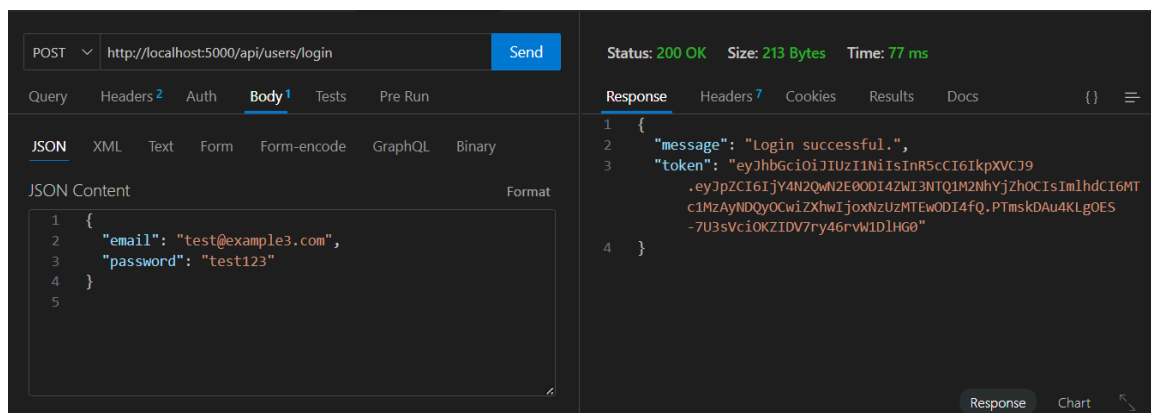 POST http://localhost:5000/api/users/login Send
Query Headers 2 Auth Body 1 Tests Pre Run
JSON XML Text Form Form-encode GraphQL Binary
JSON Content Format
1 {
2 "email": "test@example3.com",
3 "password": "test123"
4 }
5
Status: 200 OK Size: 213 Bytes Time: 77 ms
Response Headers 7 Cookies Results Docs {}
1 {
2 "message": "Login successful.",
3 "token": "eyJhbGciOiJIUzI1NiIsInR5cCI6IkpXVCJ9
.eyJpZCI6IjY4N2QwN2E0ODI4ZWI3NTQ1M2NhYjZhOCIsImlhdCI6MT
c1MzAyNDQyOCwiZXhwIjoxNzUzMTEwODI4fQ.PTmskDAu4KLgOES
-7U3sVciOKZIDV7ry46rvW1DlHG0"
4 }
Response Chart